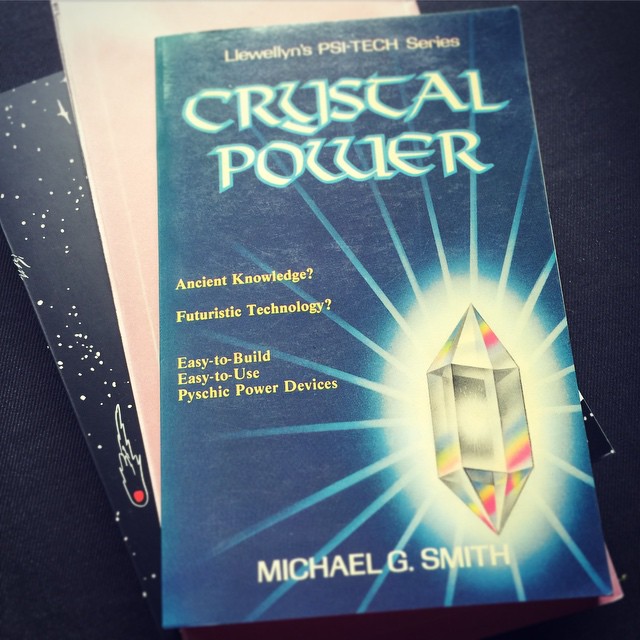 Llewellyn's PSI-TECH Series
CRYSTAL
POWER
Ancient Knowledge?
Futuristic Technology?
Easy-to-Build
Easy-to-Use
Pyschic Power Devices
MICHAEL G. SMITH